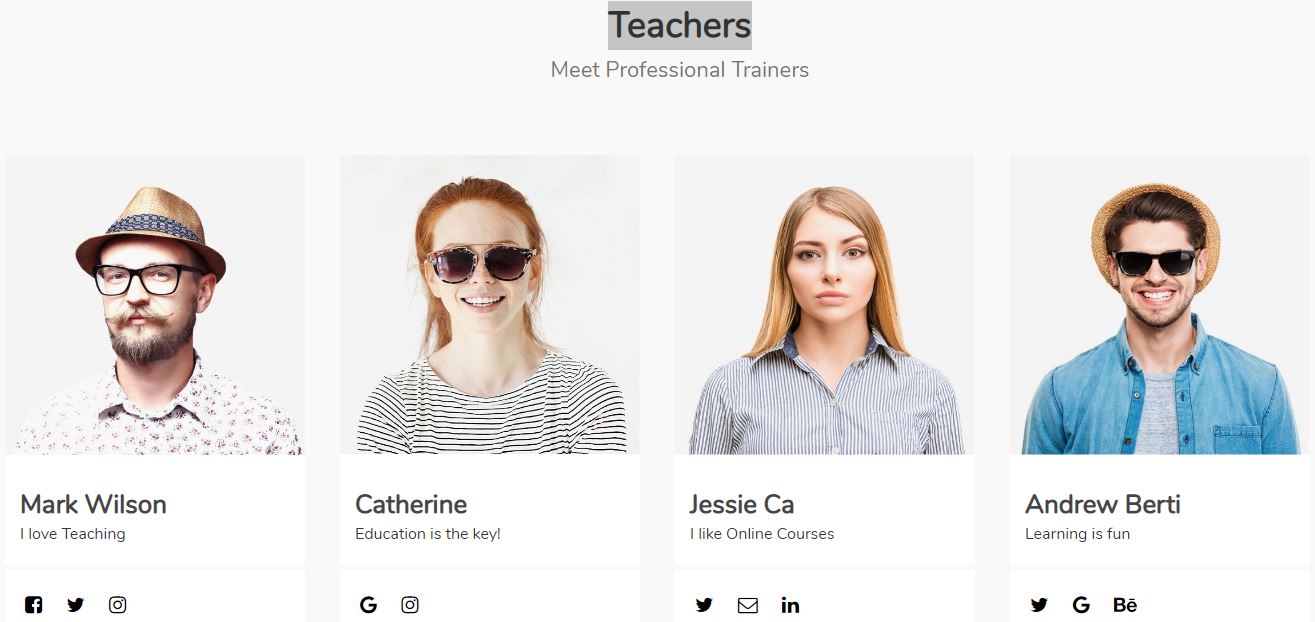 Teachers
Meet Professional Trainers
Mark Wilson
I love Teaching
Catherine
Education is the key!
Jessie Ca
I like Online Courses
Andrew Berti
Learning is fun
G
in
G Bē